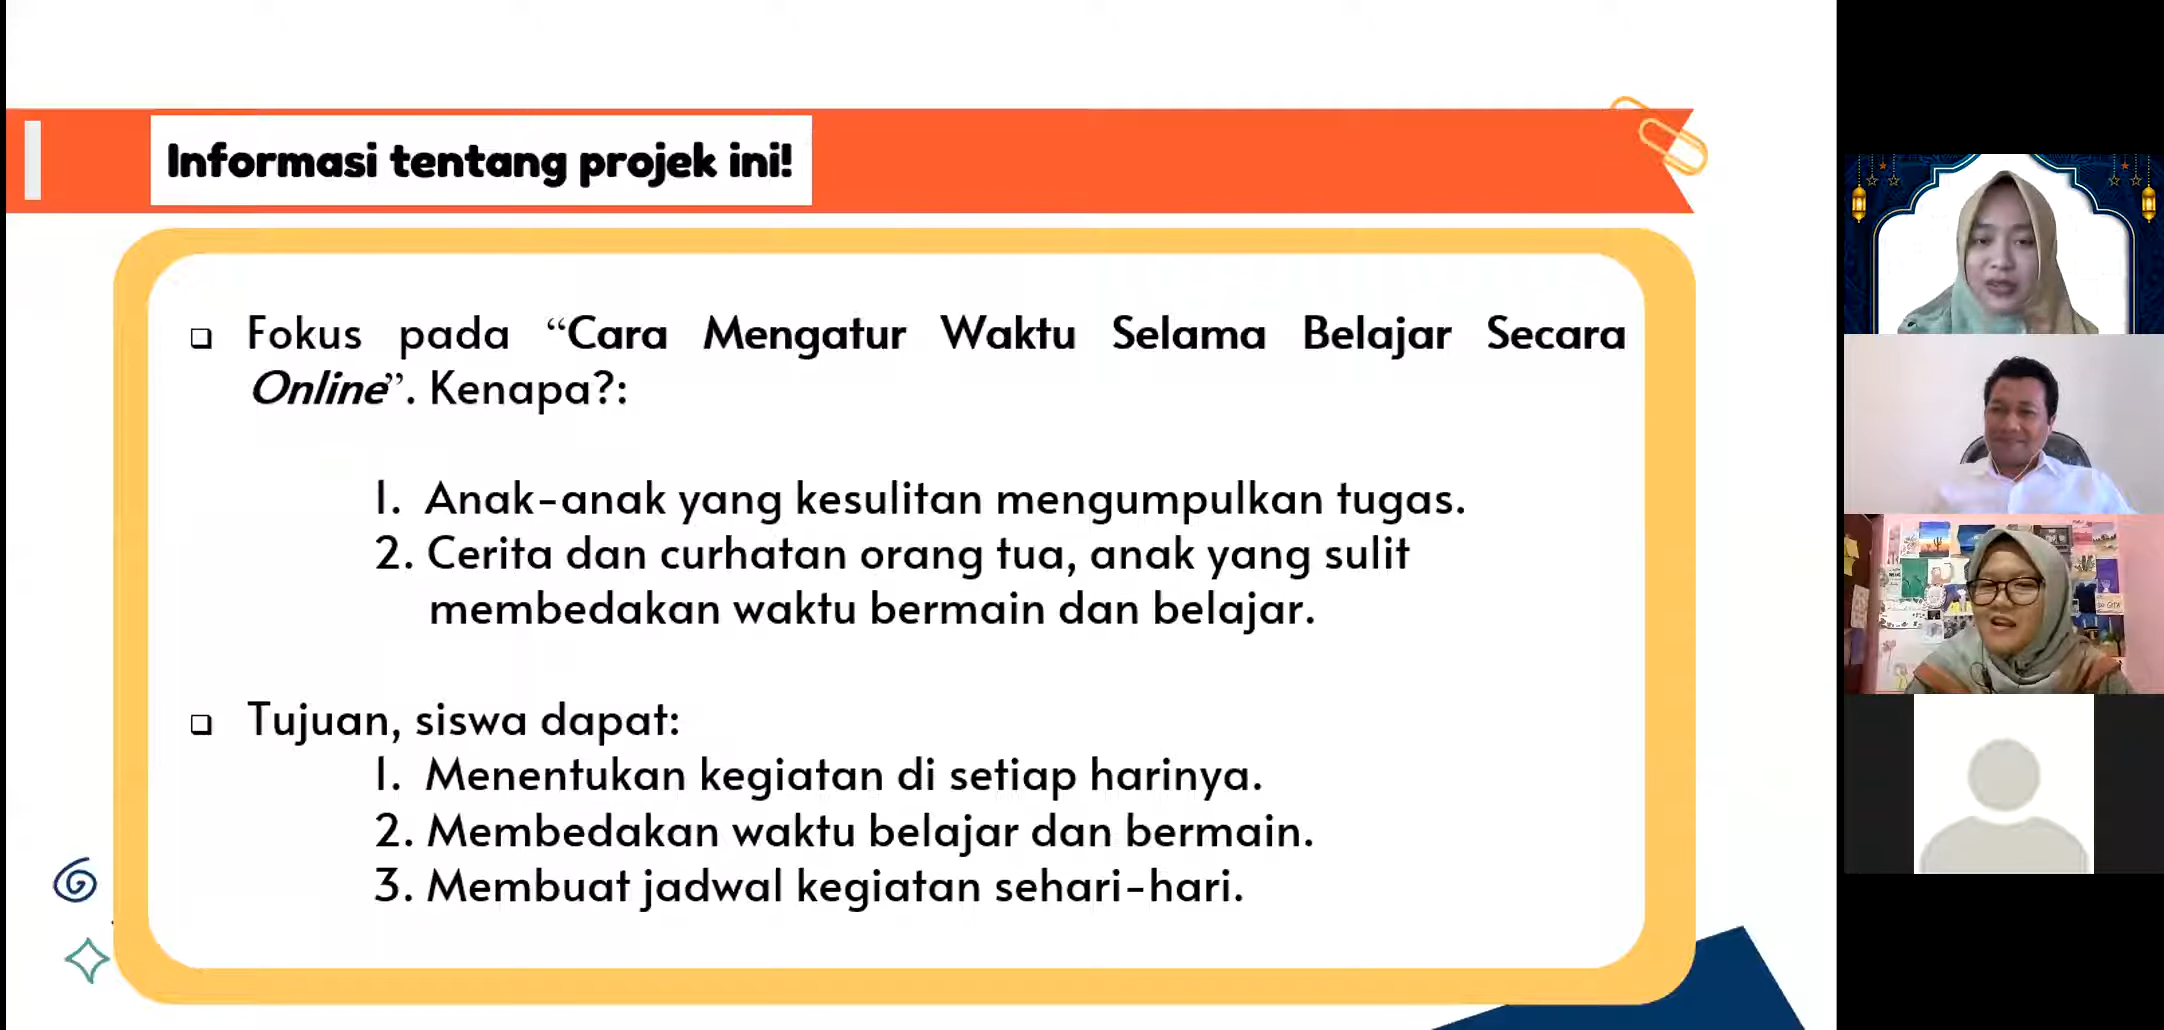 Informasi tentang projek ini!
❑ Fokus pada “Cara Mengatur Waktu Selama Belajar Secara
Online”. Kenapa?:
1. Anak-anak yang kesulitan mengumpulkan tugas.
2. Cerita dan curhatan orang tua, anak yang sulit
membedakan waktu bermain dan belajar.
❑ Tujuan, siswa dapat:
1. Menentukan kegiatan di setiap harinya.
2. Membedakan waktu belajar dan bermain.
3. Membuat jadwal kegiatan sehari-hari.